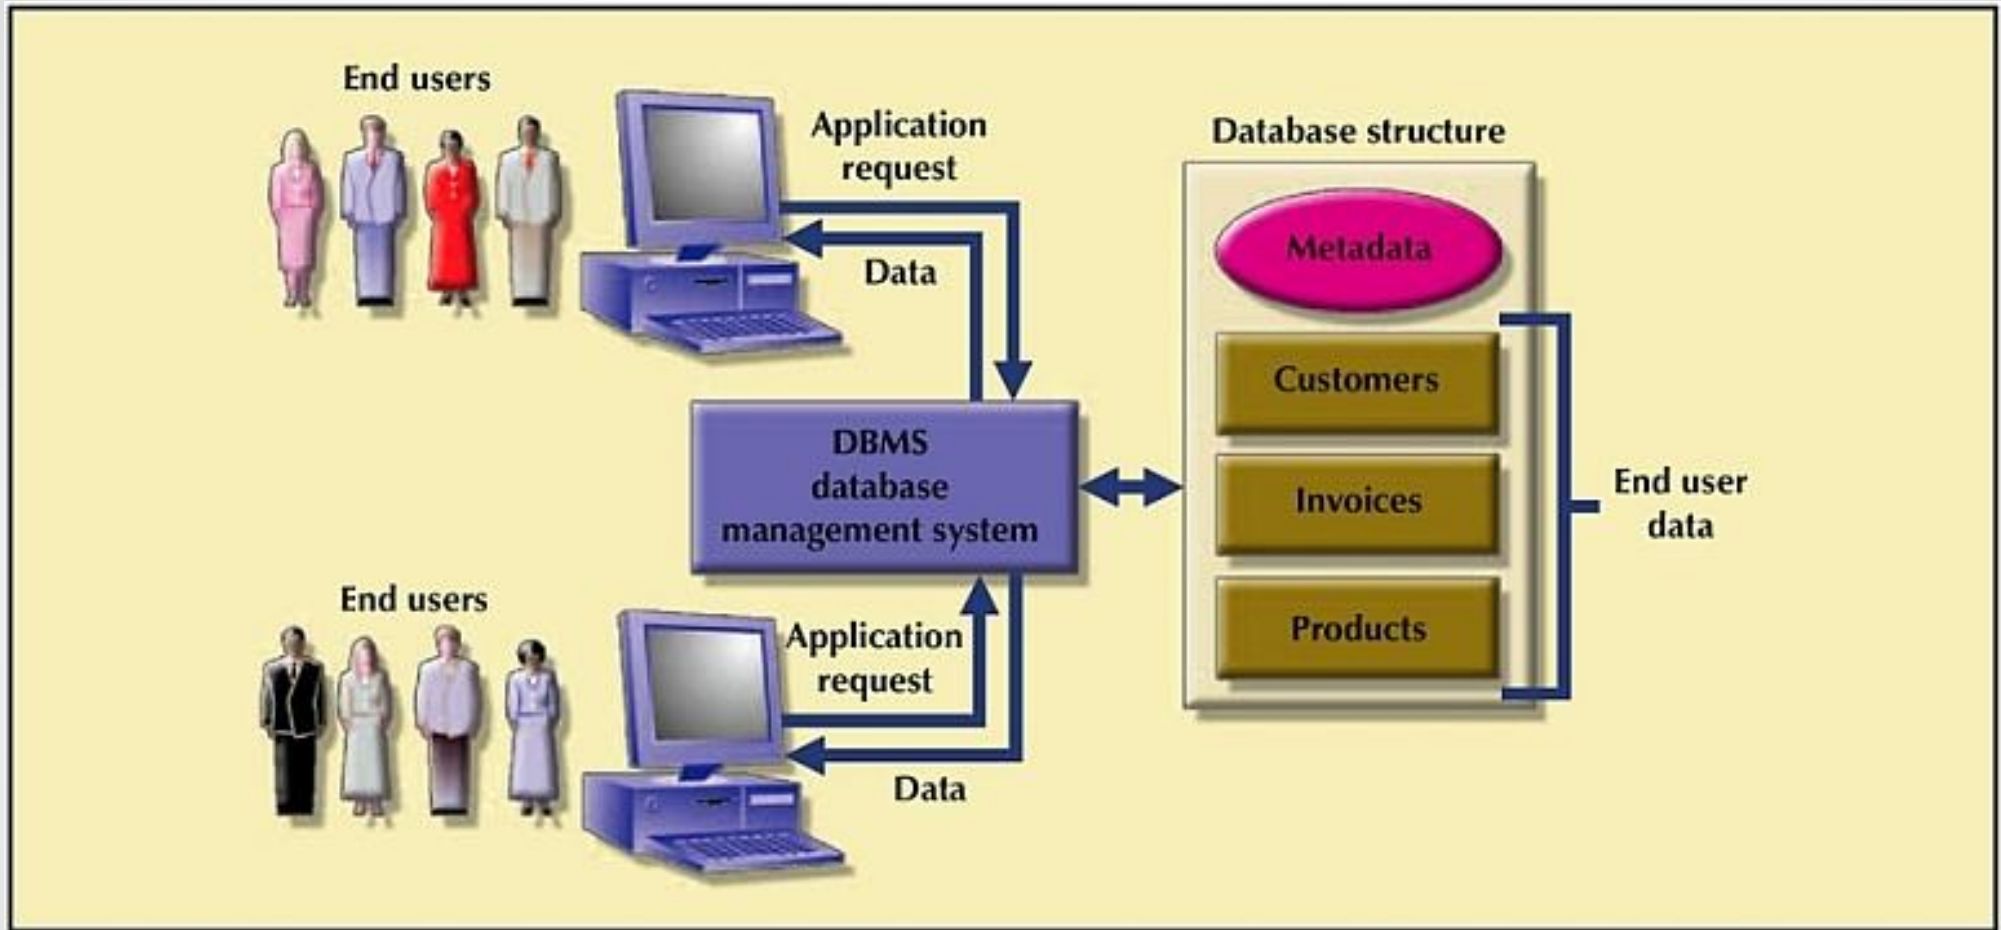 End users
Application
request
Data
Database structure
Metadata
Customers
Invoices
Products
End user
data
DBMS
database
management system
End users
Application
request
Data